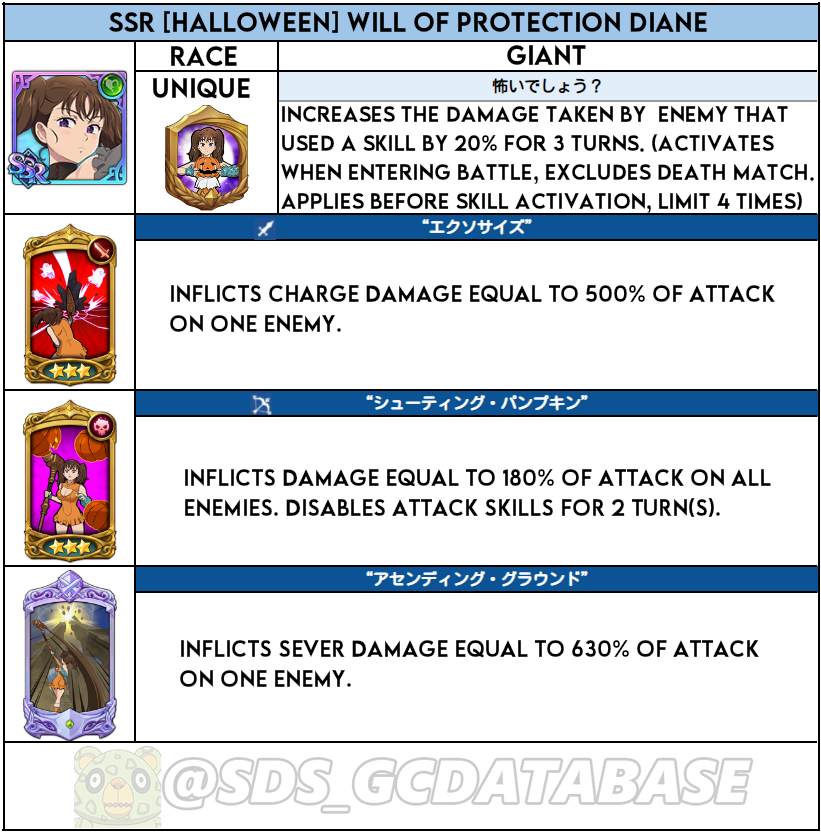 SSR [HALLOWEEN] WILL OF PROTECTION DIANE
RACE
GIANT
UNIQUE
怖いでしょう？
INCREASES THE DAMAGE TAKEN BY ENEMY THAT
USED A SKILL BY 20% FOR 3 TURNS. (ACTIVATES
WHEN ENTERING BATTLE, EXCLUDES DEATH MATCH.
APPLIES BEFORE SKILL ACTIVATION, LIMIT 4 TIMES)
SSR
“エクソサイズ”
INFLICTS CHARGE DAMAGE EQUAL TO 500% OF ATTACK
ON ONE ENEMY.
“シューティング・パンプキン”
INFLICTS DAMAGE EQUAL TO 180% OF ATTACK ON ALL
ENEMIES. DISABLES ATTACK SKILLS FOR 2 TURN(S).
“アセンディング・グラウンド”
INFLICTS SEVER DAMAGE EQUAL TO 630% OF ATTACK
ON ONE ENEMY.
@SDS_GCDATABASE